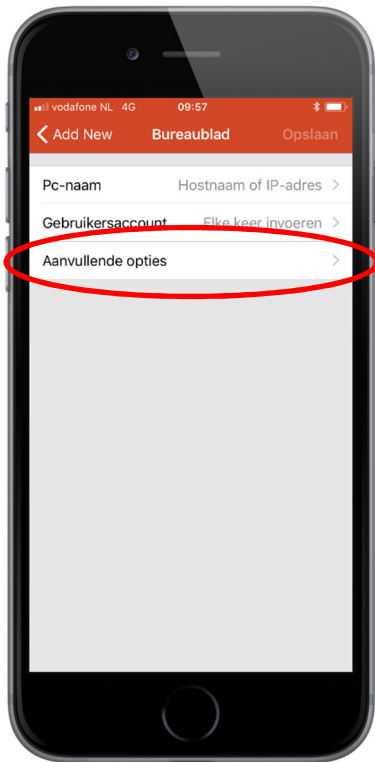 vodafone NL 4G 09:57
Add New Bureaublad Opslaan
Pc-naam Hostnaam of IP-adres
Gebruikersaccount Elke keer invoeren
Aanvullende opties